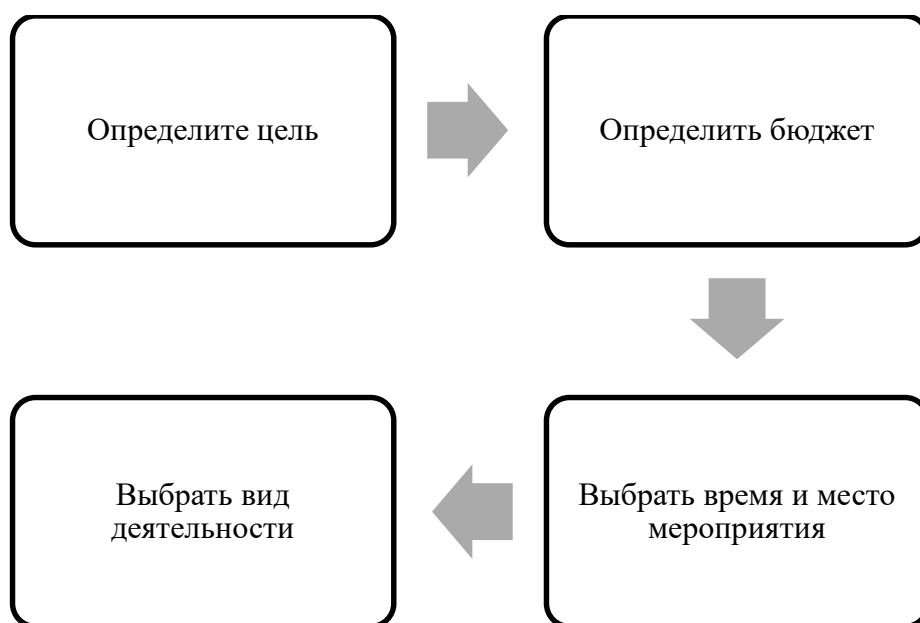 Определите цель
Определить бюджет
Выбрать время и место
мероприятия
Выбрать вид
деятельности